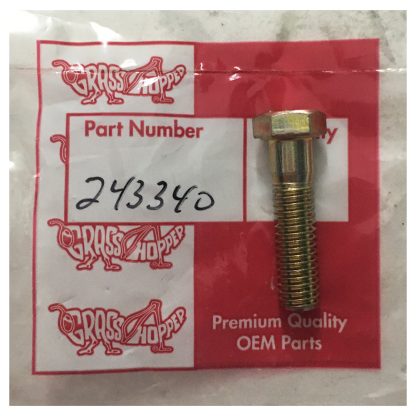 GRASSHOPPER
Part Number
243340
GRASSHOPPER
GRASSHOPPER
Premium Quality
OEM Parts